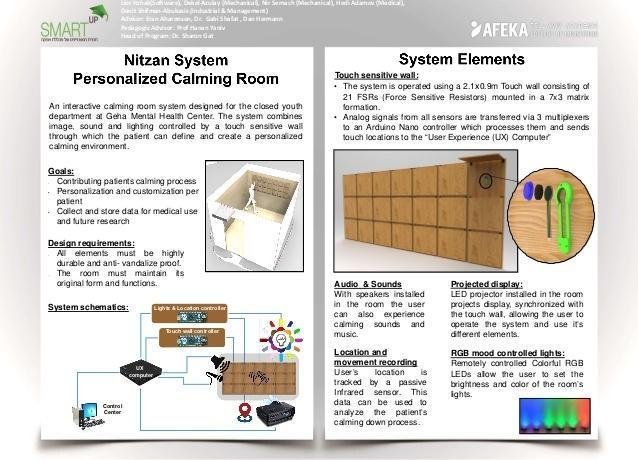 SMART UP
Lior Yizhak(Software), Dekel Azulay (Mechanical), Nir Semach (Mechanical), Hedi Adamov (Medical),
Dorit Shifman-Abukasis (Industrial & Management)
Advisor: Eran Aharonson, Dr. Gabi Shafat , Dan Hermann
Pedagogic Advisor: Prof Hanan Yaniv
Head of Program: Dr. Sharon Gat
AFEKA
Nitzan System
Personalized Calming Room
An interactive calming room system designed for the closed youth
department at Geha Mental Health Center. The system combines
image, sound and lighting controlled by a touch sensitive wall
through which the patient can define and create a personalized
calming environment.
Goals:
- Contributing patients calming process
- Personalization and customization per
patient
- Collect and store data for medical use
and future research
Design requirements:
- All elements must be highly
durable and anti- vandalize proof.
- The room must maintain its
original form and functions.
System schematics:
Lights & Location controller
Touch wall controller
UX
computer
Control
Center
System Elements
Touch sensitive wall:
• The system is operated using a 2.1x0.9m Touch wall consisting of
21 FSRs (Force Sensitive Resistors) mounted in a 7x3 matrix
formation.
• Analog signals from all sensors are transferred via 3 multiplexers
to an Arduino Nano controller which processes them and sends
touch locations to the “User Experience (UX) Computer”
Audio & Sounds
With speakers installed
in the room the user
can also experience
calming sounds and
music.
Location and
movement recording
User’s location is
tracked by a passive
Infrared sensor. This
data can be used to
analyze the patient’s
calming down process.
Projected display:
LED projector installed in the room
projects display, synchronized with
the touch wall, allowing the user to
operate the system and use it’s
different elements.
RGB mood controlled lights:
Remotely controlled Colorful RGB
LEDs allow the user to set the
brightness and color of the room’s
lights.